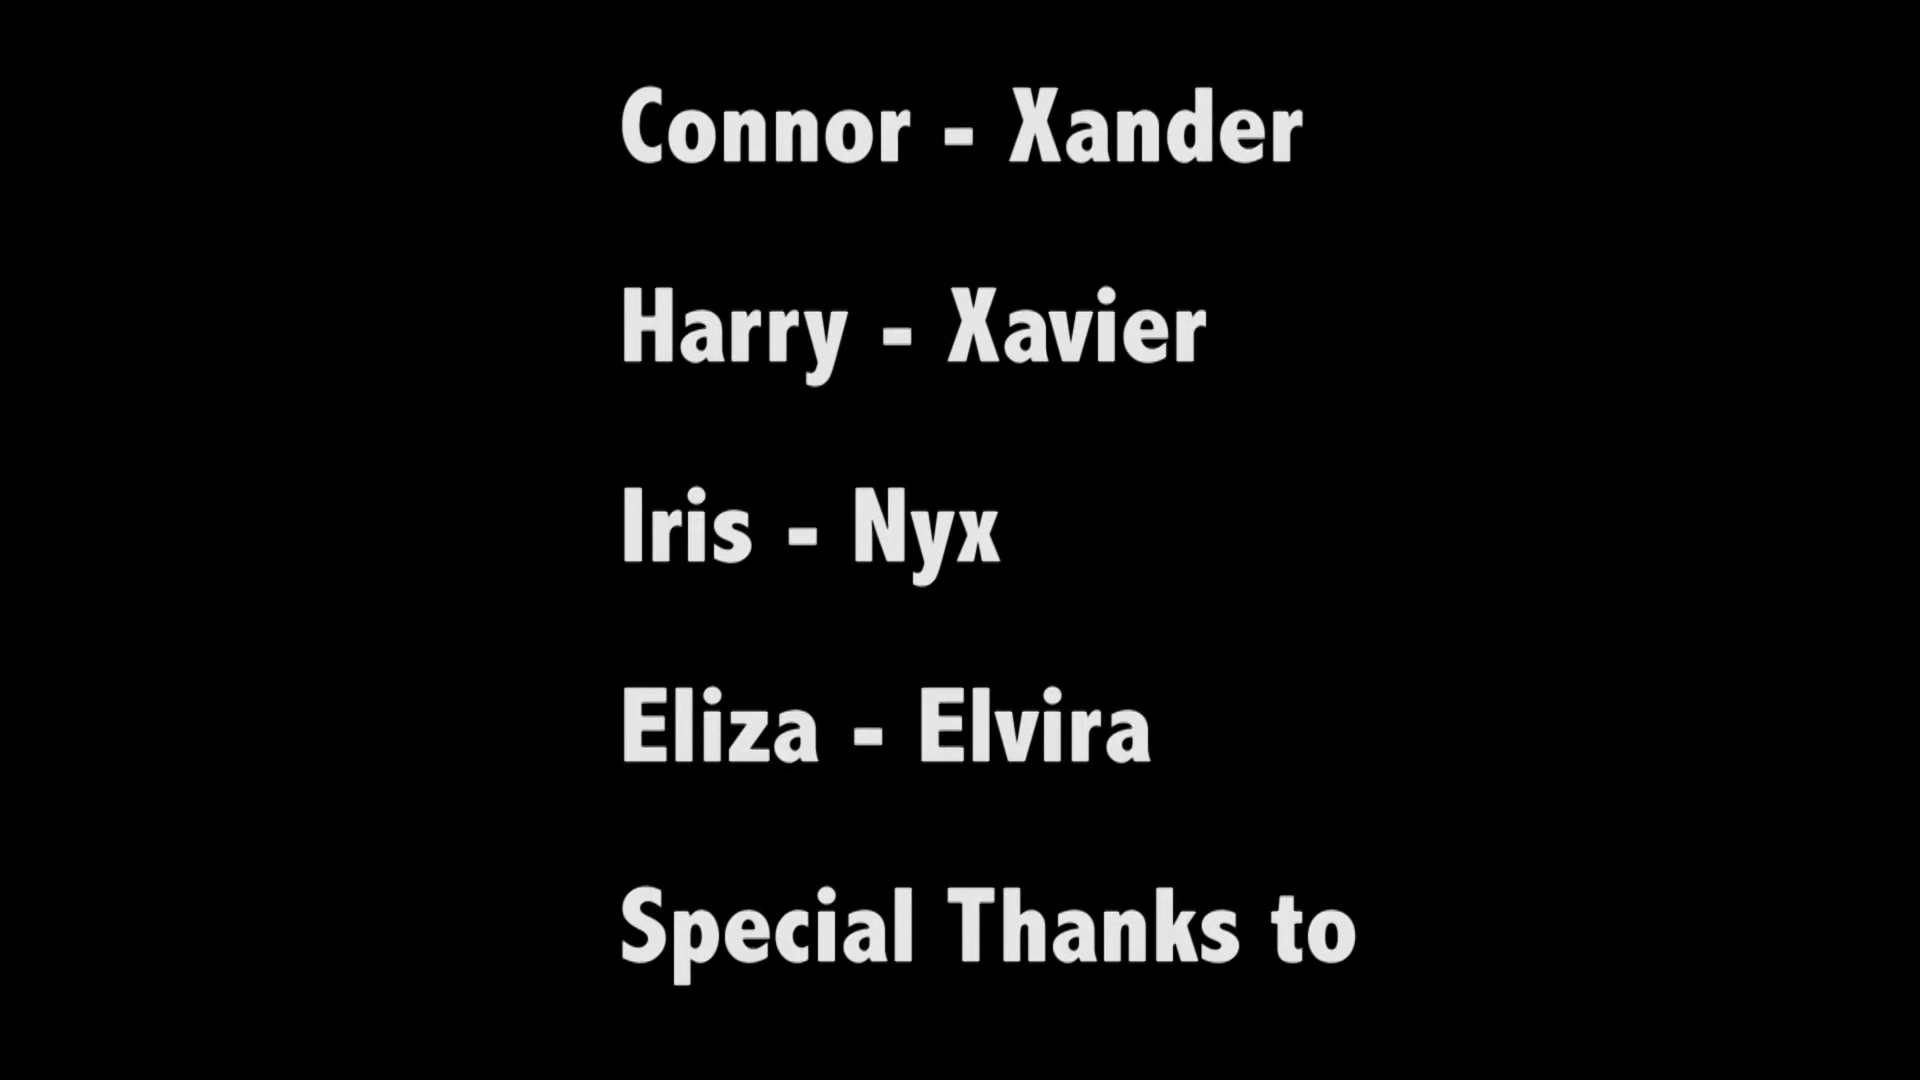 Connor - Xander
Harry - Xavier
Iris - Nyx
Eliza - Elvira
Special Thanks to